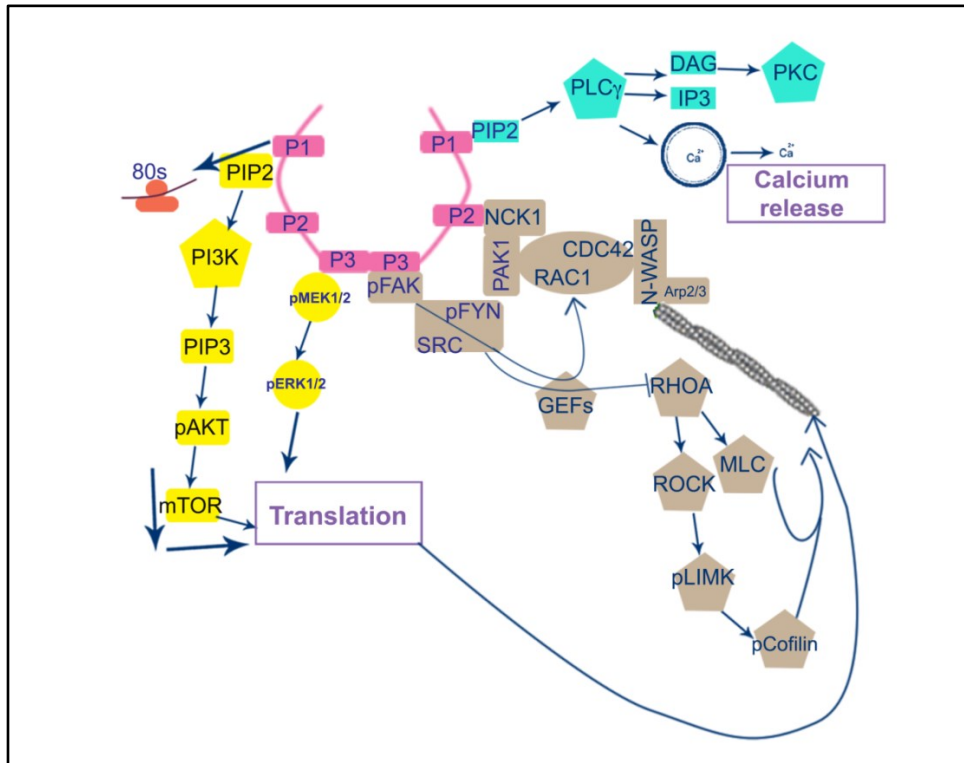 DAG
PKC
PLCγ
IP3
P1
P1
PIP2
80s
PIP2
Ca2+
Ca2+
Calcium
release
P2
P2
NCK1
PI3K
P3
P3
PAK1
CDC42
RAC1
N-WASP
Arp2/3
pMEK1/2
pFAK
pFYN
SRC
PIP3
pERK1/2
GEFs
RHOA
pAKT
ROCK
MLC
mTOR
Translation
pLIMK
pCofilin